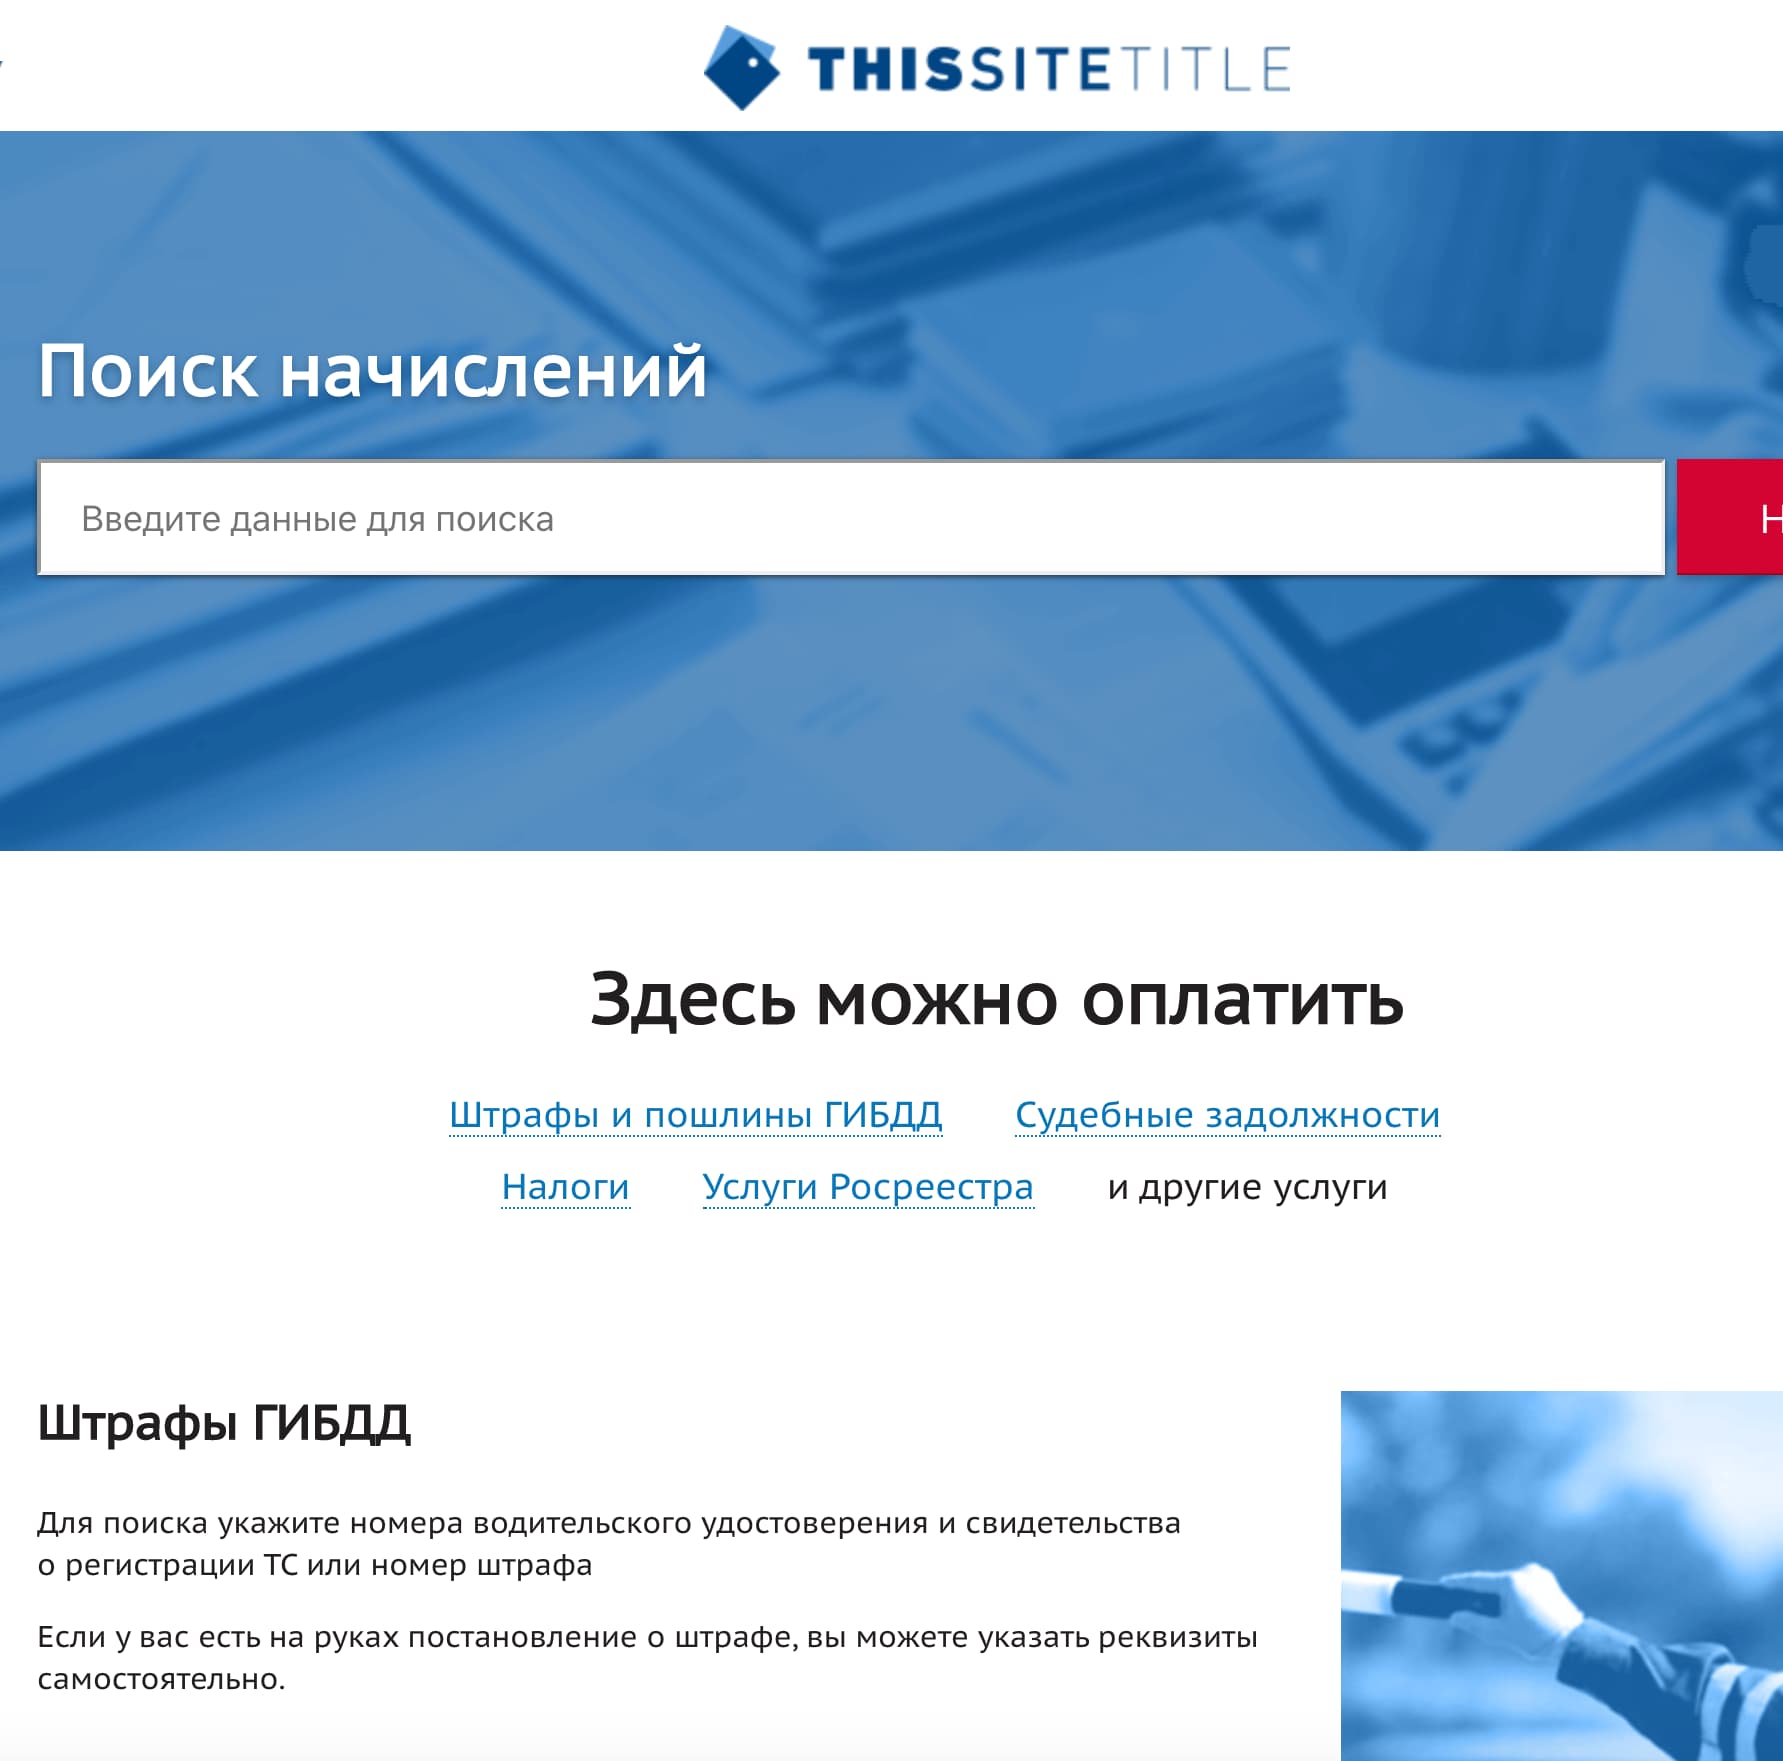 THISSITETITLE
Поиск начислений
Введите данные для поиска
Здесь можно оплатить
Штрафы и пошлины ГИБДД Судебные задолжности
Налоги Услуги Росреестра и другие услуги
Штрафы ГИБДД
Для поиска укажите номера водительского удостоверения и свидетельства
о регистрации ТС или номер штрафа
Если у вас есть на руках постановление о штрафе, вы можете указать реквизиты
самостоятельно.